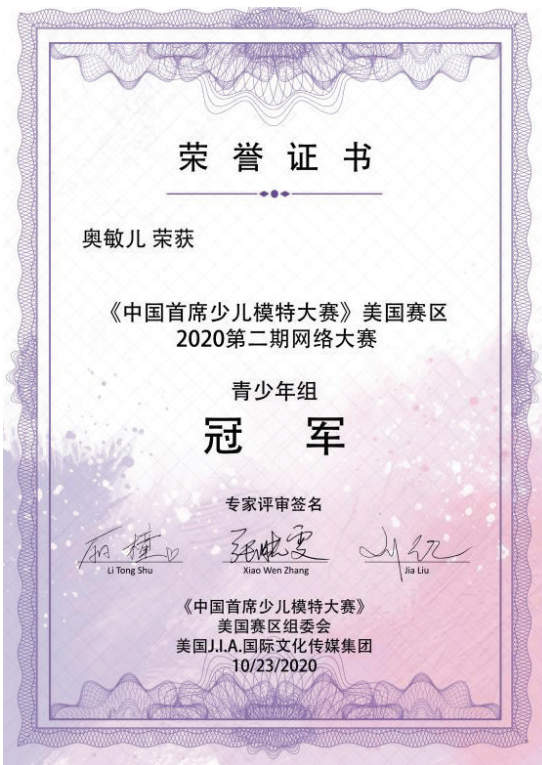 荣誉证书
奥敏儿 荣获
《中国首席少儿模特大赛》美国赛区
2020第二期网络大赛
青少年组
冠 军
专家评审签名
Li Tong Shu Xiao Wen Zhang Jia Liu
《中国首席少儿模特大赛》
美国赛区组委会
美国J.I.A.国际文化传媒集团
10/23/2020